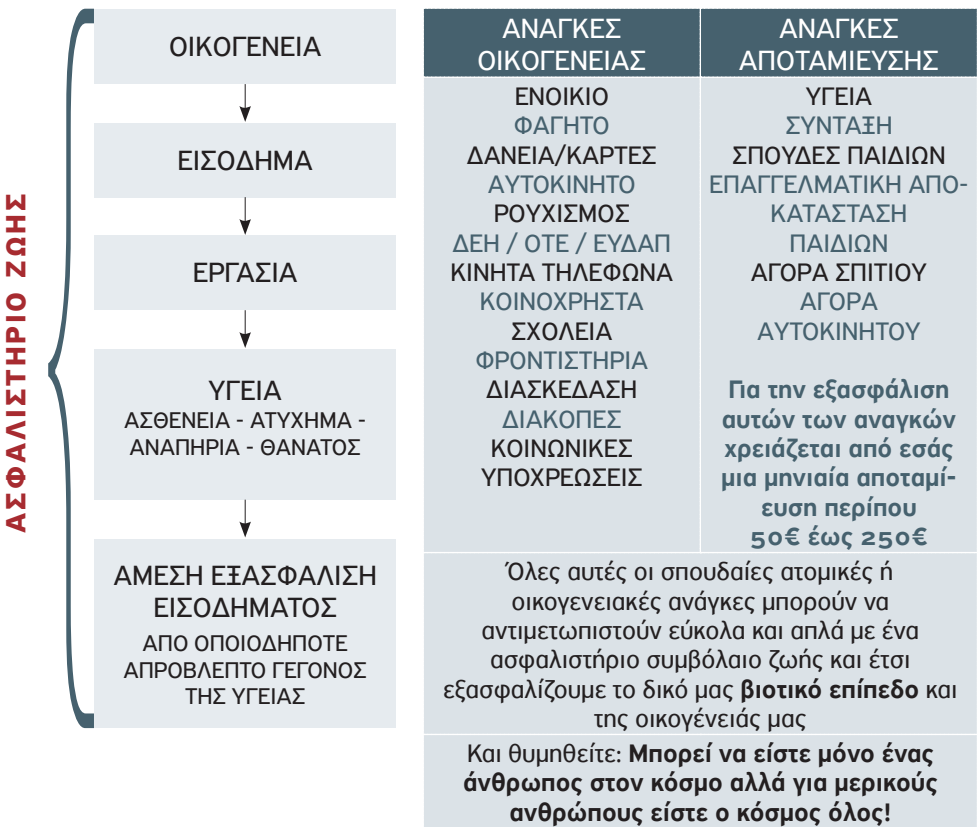 ΑΣΦΑΛΙΣΤΗΡΙΟ ΖΩΗΣ
ΟΙΚΟΓΕΝΕΙΑ
ΕΙΣΟΔΗΜΑ
ΕΡΓΑΣΙΑ
ΥΓΕΙΑ
ΑΣΘΕΝΕΙΑ - ΑΤΥΧΗΜΑ -
ΑΝΑΠΗΡΙΑ - ΘΑΝΑΤΟΣ
ΑΜΕΣΗ ΕΞΑΣΦΑΛΙΣΗ
ΕΙΣΟΔΗΜΑΤΟΣ
ΑΠΟ ΟΠΟΙΟΔΗΠΟΤΕ
ΑΠΡΟΒΛΕΠΤΟ ΓΕΓΟΝΟΣ
ΤΗΣ ΥΓΕΙΑΣ
ΑΝΑΓΚΕΣ
ΟΙΚΟΓΕΝΕΙΑΣ
ΕΝΟΙΚΙΟ
ΦΑΓΗΤΟ
ΔΑΝΕΙΑ/ΚΑΡΤΕΣ
ΑΥΤΟΚΙΝΗΤΟ
ΡΟΥΧΙΣΜΟΣ
ΔΕΗ / ΟΤΕ / ΕΥΔΑΠ
ΚΙΝΗΤΑ ΤΗΛΕΦΩΝΑ
ΚΟΙΝΟΧΡΗΣΤΑ
ΣΧΟΛΕΙΑ
ΦΡΟΝΤΙΣΤΗΡΙΑ
ΔΙΑΣΚΕΔΑΣΗ
ΔΙΑΚΟΠΕΣ
ΚΟΙΝΩΝΙΚΕΣ
ΥΠΟΧΡΕΩΣΕΙΣ
ΑΝΑΓΚΕΣ
ΑΠΟΤΑΜΙΕΥΣΗΣ
ΥΓΕΙΑ
ΣΥΝΤΑΞΗ
ΣΠΟΥΔΕΣ ΠΑΙΔΙΩΝ
ΕΠΑΓΓΕΛΜΑΤΙΚΗ ΑΠΟ-
ΚΑΤΑΣΤΑΣΗ
ΠΑΙΔΙΩΝ
ΑΓΟΡΑ ΣΠΙΤΙΟΥ
ΑΓΟΡΑ
ΑΥΤΟΚΙΝΗΤΟΥ
Για την εξασφάλιση
αυτών των αναγκών
χρειάζεται από εσάς
μια μηνιαία αποταμί-
ευση περίπου
50€ έως 250€
Όλες αυτές οι σπουδαίες ατομικές ή
οικογενειακές ανάγκες μπορούν να
αντιμετωπιστούν εύκολα και απλά με ένα
ασφαλιστήριο συμβόλαιο ζωής και έτσι
εξασφαλίζουμε το δικό μας βιοτικό επίπεδο και
της οικογένειάς μας
Και θυμηθείτε: Μπορεί να είστε μόνο ένας
άνθρωπος στον κόσμο αλλά για μερικούς
ανθρώπους είστε ο κόσμος όλος!